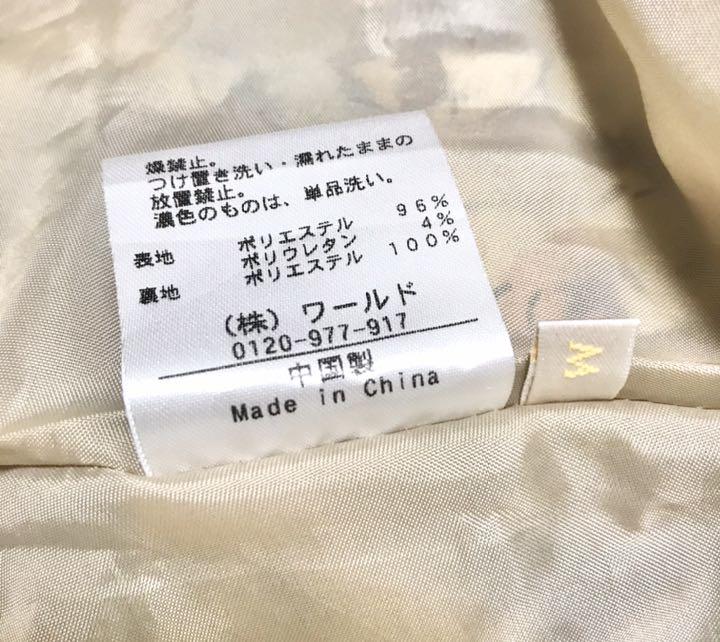 燥禁止。
つけ置き洗い・濡れたままの
放置禁止。
濃色のものは、単品洗い。
表地 ポリエステル 96%
ポリウレタン 4%
裏地 ポリエステル 100%
(株) ワールド
0120-977-917
中国製
Made in China
M